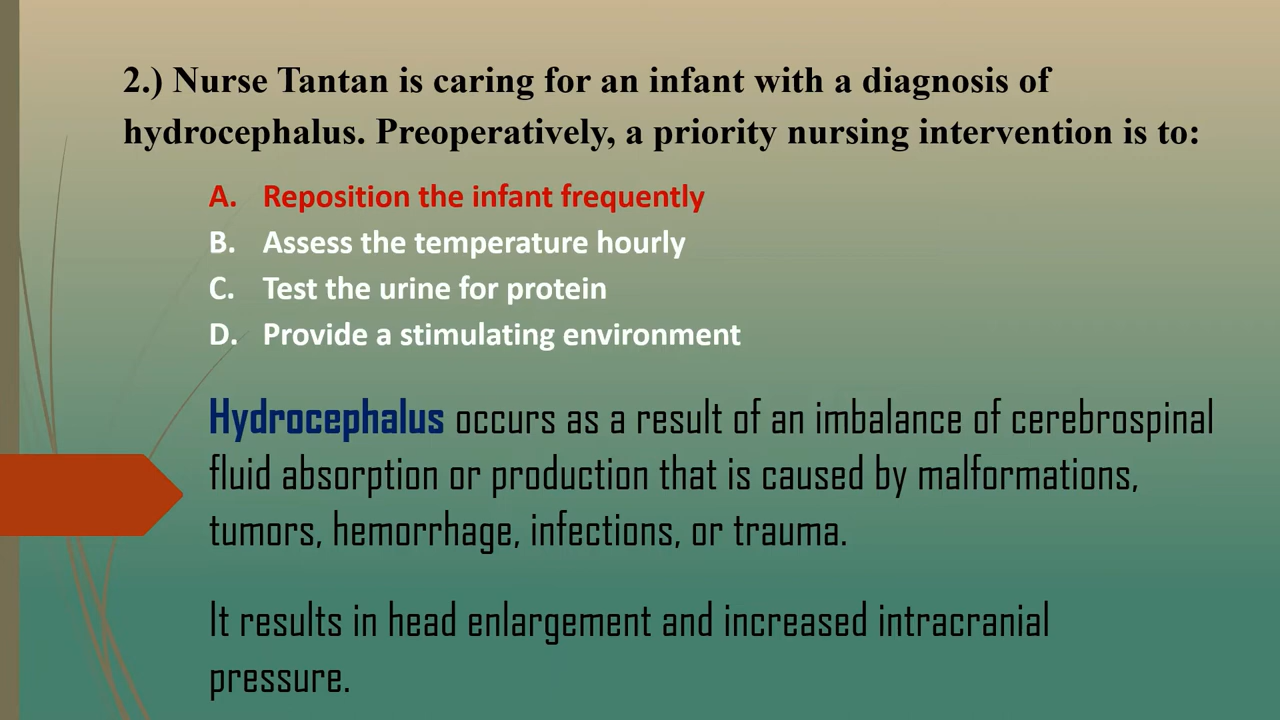 2.) Nurse Tantan is caring for an infant with a diagnosis of
hydrocephalus. Preoperatively, a priority nursing intervention is to:
A. Reposition the infant frequently
B. Assess the temperature hourly
C. Test the urine for protein
D. Provide a stimulating environment
Hydrocephalus occurs as a result of an imbalance of cerebrospinal
fluid absorption or production that is caused by malformations,
tumors, hemorrhage, infections, or trauma.
It results in head enlargement and increased intracranial
pressure.